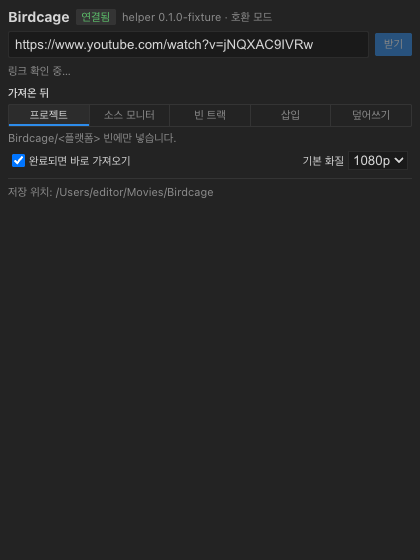 Birdcage 연결됨 helper 0.1.0-fixture · 호환 모드
https://www.youtube.com/watch?v=jNQXAC9IVRw 받기
링크 확인 중...
가져온 뒤
프로젝트 소스 모니터 빈 트랙 삽입 덮어쓰기
Birdcage/<플랫폼> 빈에만 넣습니다.
완료되면 바로 가져오기 기본 화질 1080p
저장 위치: /Users/editor/Movies/Birdcage